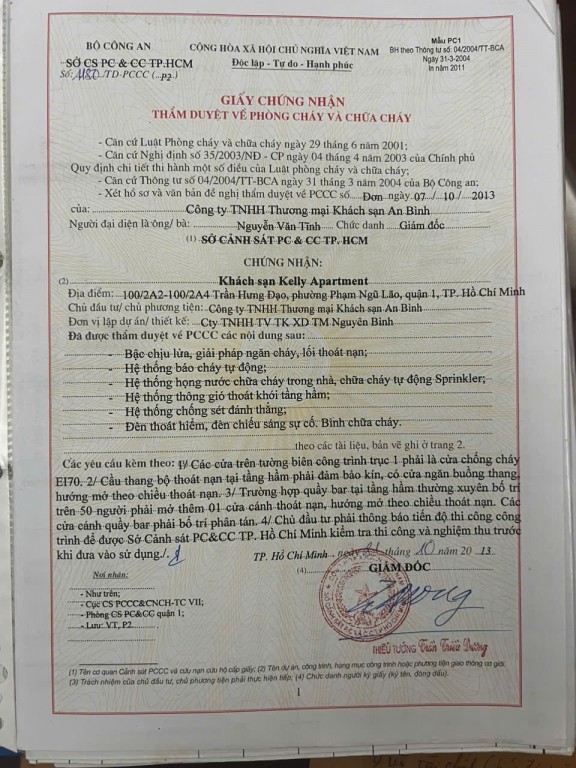 BỘ CÔNG AN
SỞ CS PC & CC TP.HCM
Số: 1180/TD-PCCC (...P2.)
CỘNG HÒA XÃ HỘI CHỦ NGHĨA VIỆT NAM
Độc lập - Tự do - Hạnh phúc
Mẫu PC1
BH theo Thông tư số: 04/2004/TT-BCA
Ngày 31-3-2004
In năm 2011
GIẤY CHỨNG NHẬN
THẨM DUYỆT VỀ PHÒNG CHÁY VÀ CHỮA CHÁY
- Căn cứ Luật Phòng cháy và chữa cháy ngày 29 tháng 6 năm 2001;
- Căn cứ Nghị định số 35/2003/NĐ - CP ngày 04 tháng 4 năm 2003 của Chính phủ
Quy định chi tiết thi hành một số điều của Luật phòng cháy và chữa cháy;
- Căn cứ Thông tư số 04/2004/TT-BCA ngày 31 tháng 3 năm 2004 của Bộ Công an;
- Xét hồ sơ và văn bản đề nghị thẩm duyệt về PCCC số Đơn ngày 07 / 10 / 2013
của: Công ty TNHH Thương mại Khách sạn An Bình
Người đại diện là ông/ bà: Nguyễn Văn Tĩnh Chức danh Giám đốc
(1) SỞ CẢNH SÁT PC & CC TP. HCM
CHỨNG NHẬN:
(2) Khách sạn Kelly Apartment
Địa điểm: 100/2A2-100/2A4 Trần Hưng Đạo, phường Phạm Ngũ Lão, quận 1, TP. Hồ Chí Minh
Chủ đầu tư/ chủ phương tiện: Công ty TNHH Thương mại Khách sạn An Bình
Đơn vị lập dự án/ thiết kế: Cty TNHH TV TK XD TM Nguyên Bình
Đã được thẩm duyệt về PCCC các nội dung sau:
- Bậc chịu lửa, giải pháp ngăn cháy, lối thoát nạn;
- Hệ thống báo cháy tự động;
- Hệ thống họng nước chữa cháy trong nhà, chữa cháy tự động Sprinkler;
- Hệ thống thông gió thoát khói tầng hầm;
- Hệ thống chống sét đánh thẳng;
- Đèn thoát hiểm, đèn chiếu sáng sự cố. Bình chữa cháy.
theo các tài liệu, bản vẽ ghi ở trang 2.
Các yêu cầu kèm theo: 1/ Các cửa trên tường biên công trình trục 1 phải là cửa chống cháy
EI70. 2/ Cầu thang bộ thoát nạn tại tầng hầm phải đảm bảo kín, có cửa ngăn buồng thang,
hướng mở theo chiều thoát nạn. 3/ Trường hợp quầy bar tại tầng hầm thường xuyên bố trí
trên 50 người phải mở thêm 01 cửa cánh thoát nạn, hướng mở theo chiều thoát nạn. Các
cửa cánh quầy bar phải bố trí phân tán. 4/ Chủ đầu tư phải thông báo tiến độ thi công công
trình để được Sở Cảnh sát PC&CC TP. Hồ Chí Minh kiểm tra thi công và nghiệm thu trước
khi đưa vào sử dụng./.
TP. Hồ Chí Minh, ngày tháng 10 năm 20 13
(4) GIÁM ĐỐC
Nơi nhận:
- Như trên;
- Cục CS PCCC&CNCH-TC VII;
- Phòng CS PC&CC quận 1;
- Lưu: VT, P2
THIẾU TƯỚNG Trần Triều Dương
(1) Tên cơ quan Cảnh sát PCCC và cứu nạn cứu hộ cấp giấy; (2) Tên dự án, công trình, hạng mục công trình hoặc phương tiện giao thông cơ giới.
(3) Trách nhiệm của chủ đầu tư, chủ phương tiện phải thực hiện tiếp; (4) Chức danh người ký giấy (ký tên, đóng dấu).
1